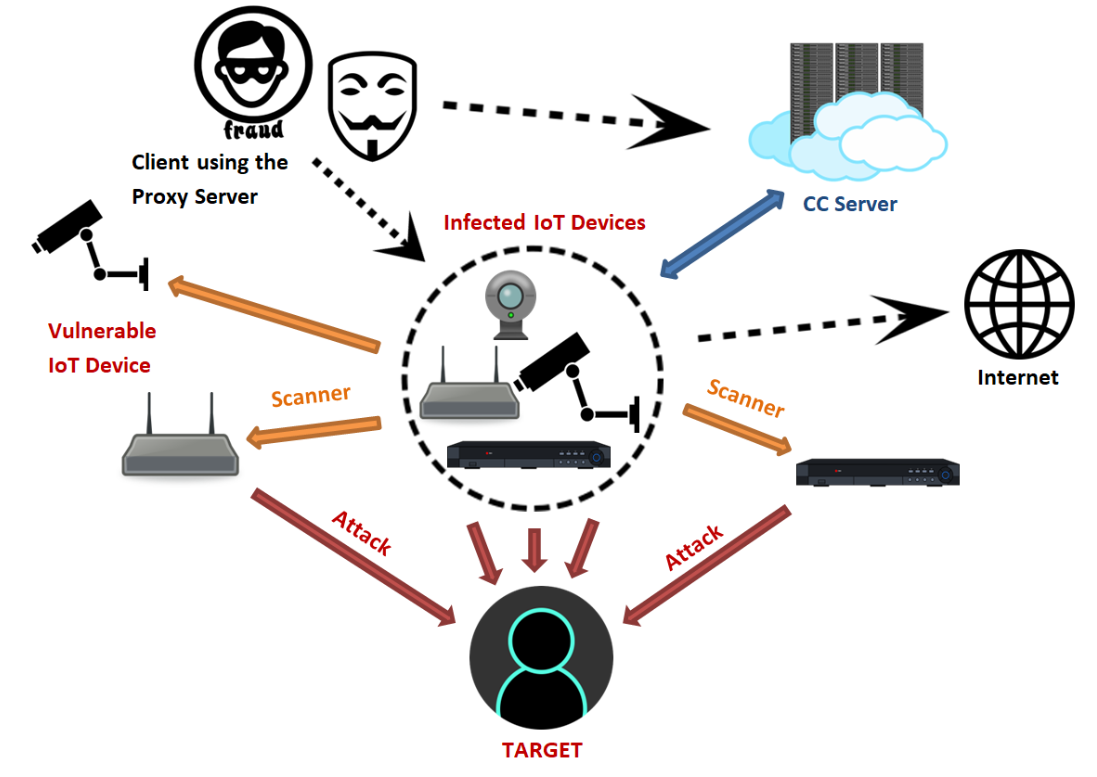 fraud
Client using the
Proxy Server
CC Server
Infected IoT Devices
Internet
Vulnerable
IoT Device
Scanner
Scanner
Attack
Attack
TARGET